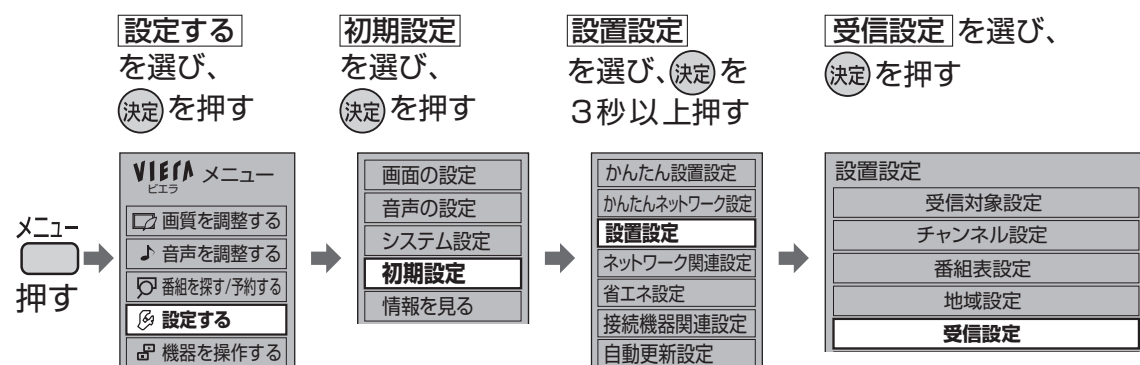 設定する
を選び、
決定を押す
初期設定
を選び、
決定を押す
設置設定
を選び、決定を
3秒以上押す
受信設定を選び、
決定を押す
メニュー
押す
VIERA メニュー
ビエラ
画質を調整する
音声を調整する
番組を探す/予約する
設定する
機器を操作する
画面の設定
音声の設定
システム設定
初期設定
情報を見る
かんたん設置設定
かんたんネットワーク設定
設置設定
ネットワーク関連設定
省エネ設定
接続機器関連設定
自動更新設定
設置設定
受信対象設定
チャンネル設定
番組表設定
地域設定
受信設定